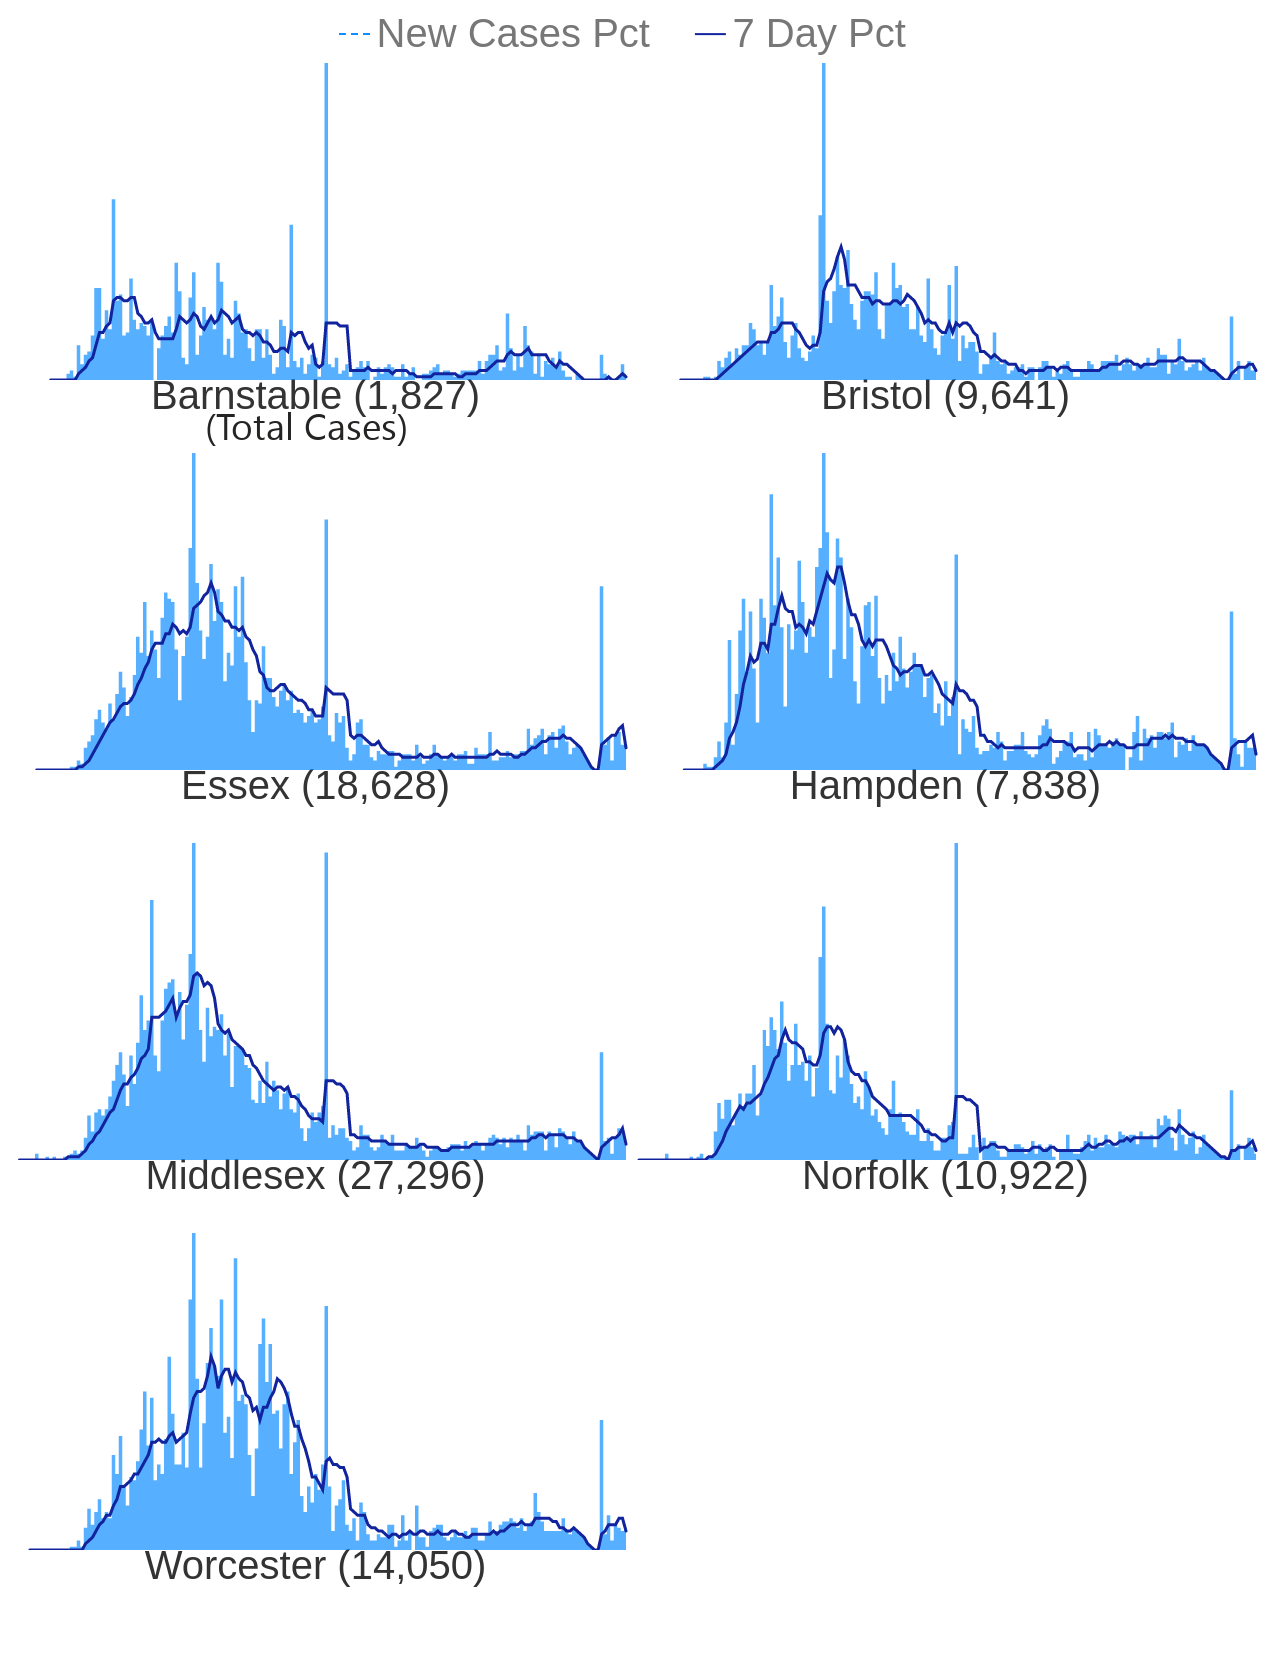 New Cases Pct 7 Day Pct
Barnstable (1,827) Bristol (9,641)
(Total Cases)
Essex (18,628) Hampden (7,838)
Middlesex (27,296) Norfolk (10,922)
Worcester (14,050)